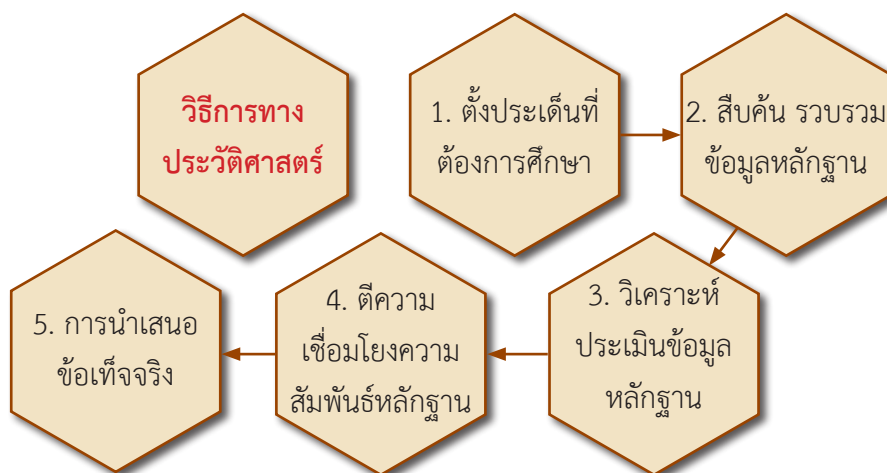 วิธีการทาง
ประวัติศาสตร์
1. ตั้งประเด็นที่
ต้องการศึกษา
2. สืบค้น รวบรวม
ข้อมูลหลักฐาน
3. วิเคราะห์
ประเมินข้อมูล
หลักฐาน
4. ตีความ
เชื่อมโยงความ
สัมพันธ์หลักฐาน
5. การนำเสนอ
ข้อเท็จจริง